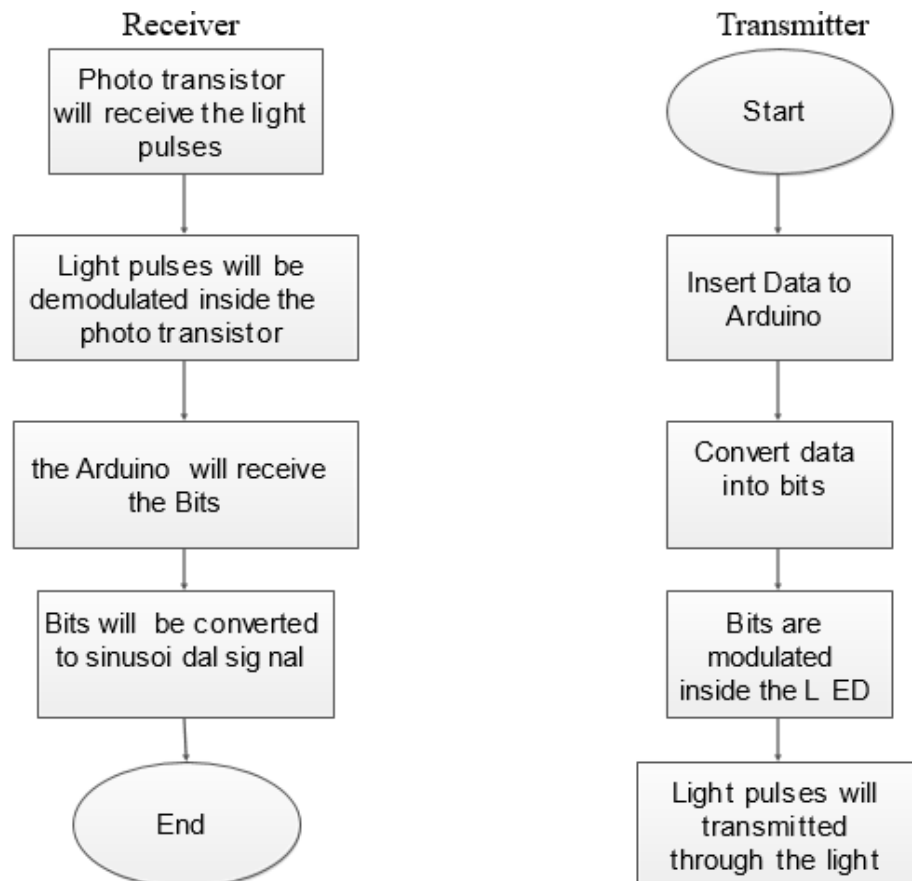 Receiver
Photo transistor
will receive the light
pulses
Light pulses will be
demodulated inside the
photo transistor
the Arduino will receive
the Bits
Bits will be converted
to sinusoi dal sig nal
End
Transmitter
Start
Insert Data to
Arduino
Convert data
into bits
Bits are
modulated
inside the L ED
Light pulses will
transmitted
through the light